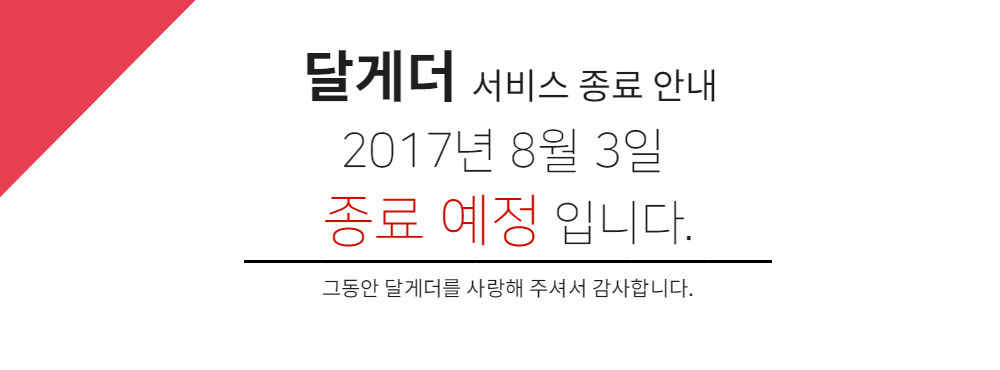 달게더 서비스 종료 안내
2017년 8월 3일
종료 예정 입니다.
그동안 달게더를 사랑해 주셔서 감사합니다.